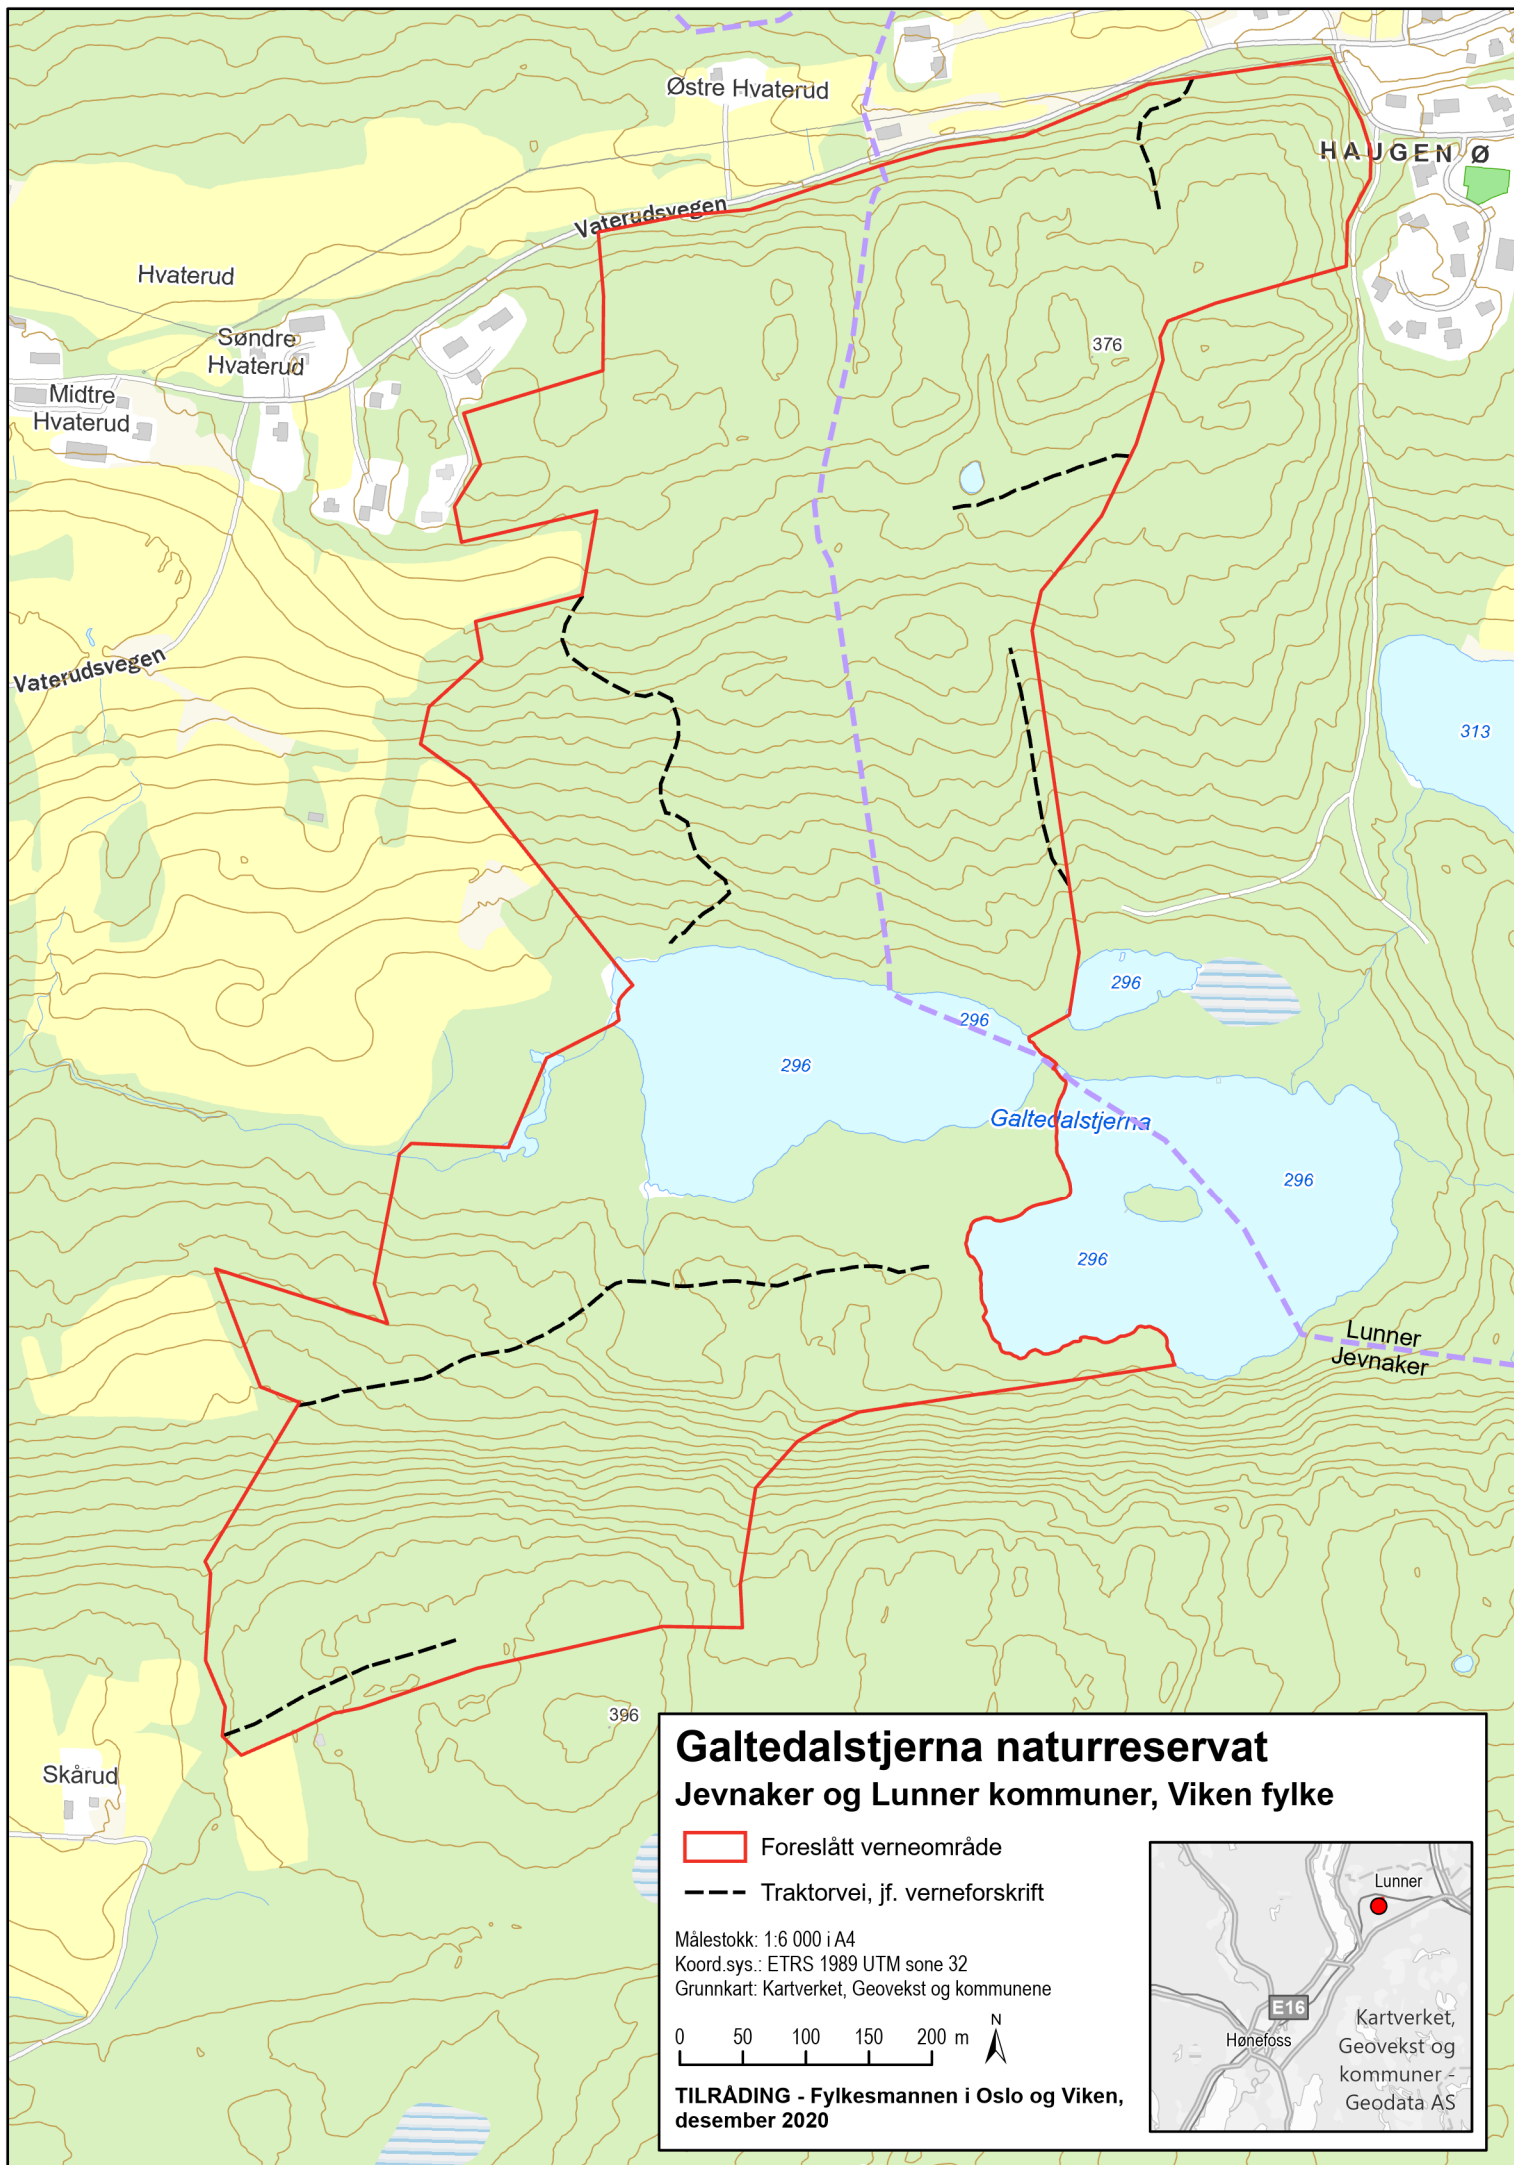 Østre Hvaterud
HAUGEN Ø
Vaterudsvegen
Hvaterud
Søndre
Hvaterud
376
Midtre
Hvaterud
Vaterudsvegen
313
296
296
296
Galtedalstjerna
296
296
Lunner
Jevnaker
396
Skårud
Galtedalstjerna naturreservat
Jevnaker og Lunner kommuner, Viken fylke
Foreslått verneområde
Traktorvei, jf. verneforskrift
Målestokk: 1:6 000 i A4
Koord.sys.: ETRS 1989 UTM sone 32
Grunnkart: Kartverket, Geovekst og kommunene
N
0 50 100 150 200 m
TILRÅDING - Fylkesmannen i Oslo og Viken,
desember 2020
Lunner
E16
Hønefoss
Kartverket,
Geovekst og
kommuner -
Geodata AS